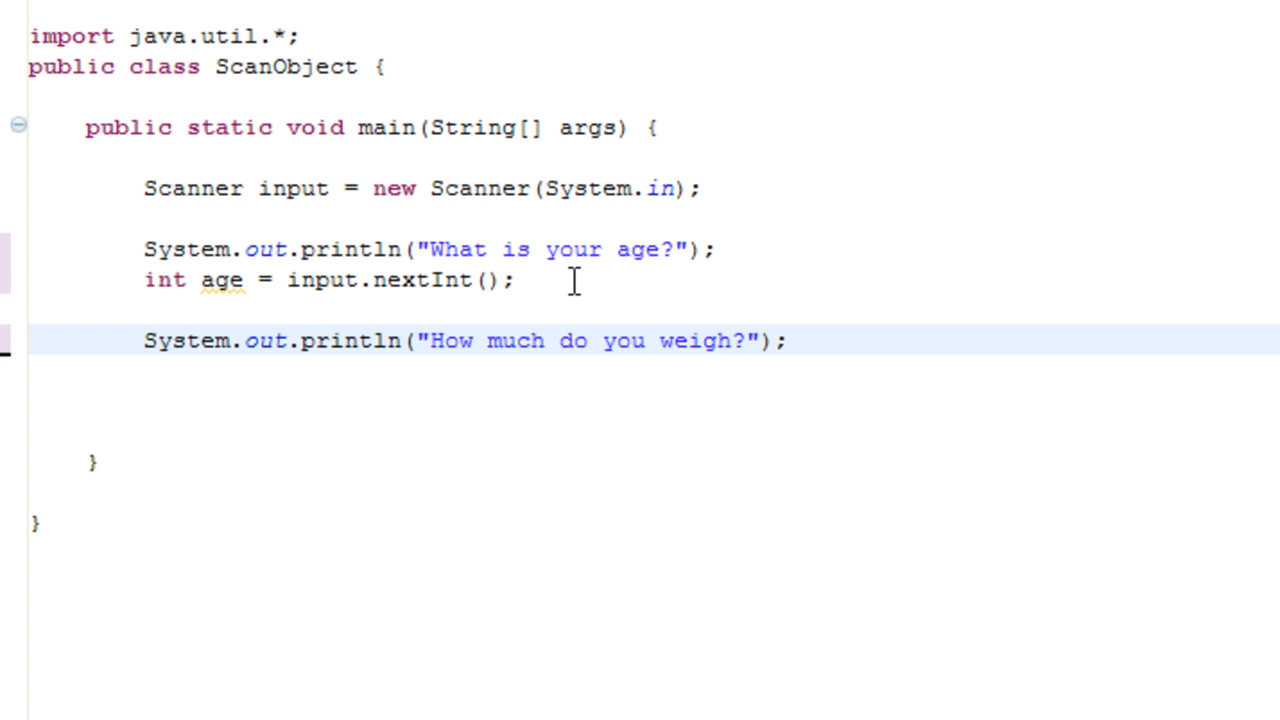 import java.util.*;
public class ScanObject {
public static void main(String[] args) {
Scanner input = new Scanner(System.in);
System.out.println("What is your age?");
int age = input.nextInt();
System.out.println("How much do you weigh?");
}
}